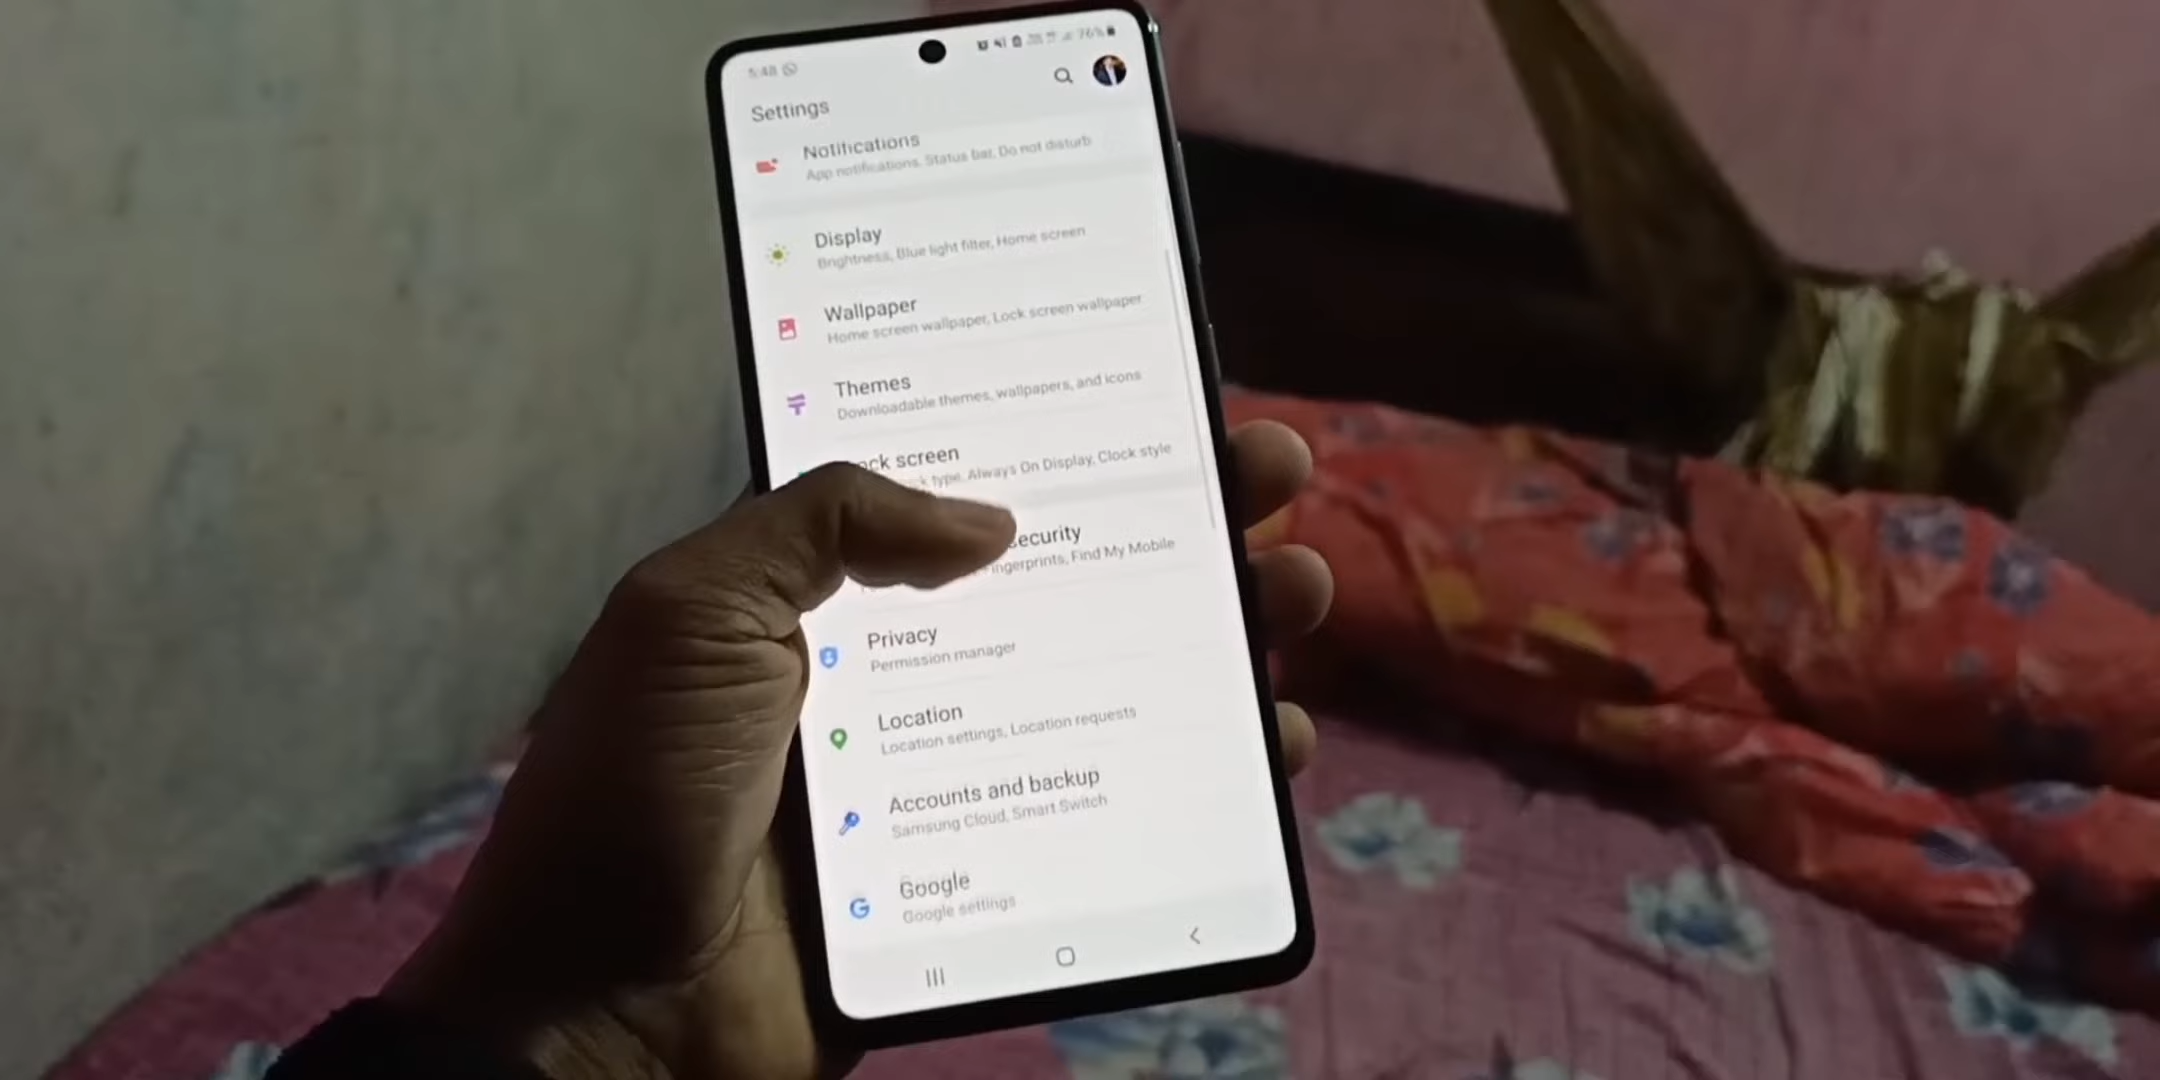 5:48
76%
Settings
Notifications
App notifications, Status bar, Do not disturb
Display
Brightness, Blue light filter, Home screen
Wallpaper
Home screen wallpaper, Lock screen wallpaper
Themes
Downloadable themes, wallpapers, and icons
ck screen
k type, Always On Display, Clock style
security
ingerprints, Find My Mobile
Privacy
Permission manager
Location
Location settings, Location requests
Accounts and backup
Samsung Cloud, Smart Switch
Google
Google settings